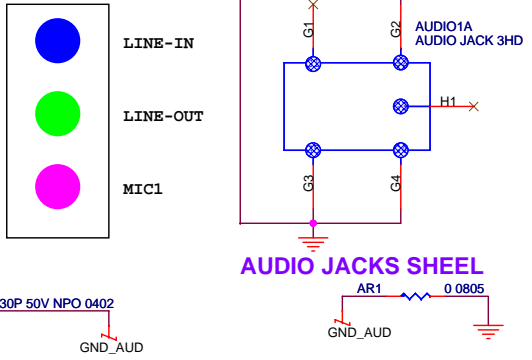 LINE-IN
LINE-OUT
MIC1
G1
G2
AUDIO1A
AUDIO JACK 3HD
H1
G3
G4
AUDIO JACKS SHEEL
30P 50V NPO 0402
GND_AUD
AR1
0 0805
GND_AUD